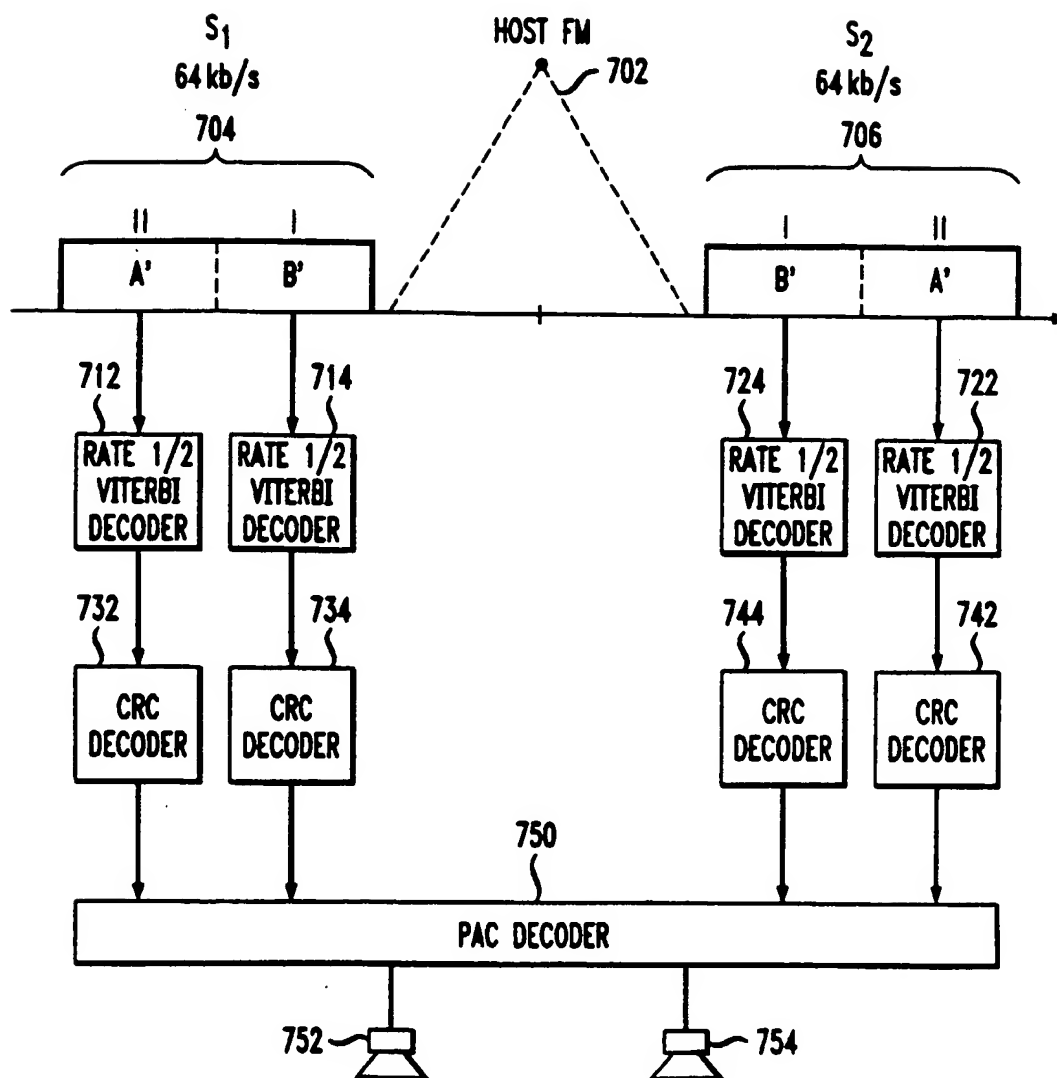 S1 HOST FM S2
64 kb/s 702 64 kb/s
704 706
II I I II
A' B' B' A'
712 714 724 722
RATE 1/2 VITERBI DECODER
RATE 1/2 VITERBI DECODER
RATE 1/2 VITERBI DECODER
RATE 1/2 VITERBI DECODER
732 734 744 742
CRC DECODER
CRC DECODER
CRC DECODER
CRC DECODER
750
PAC DECODER
752 754